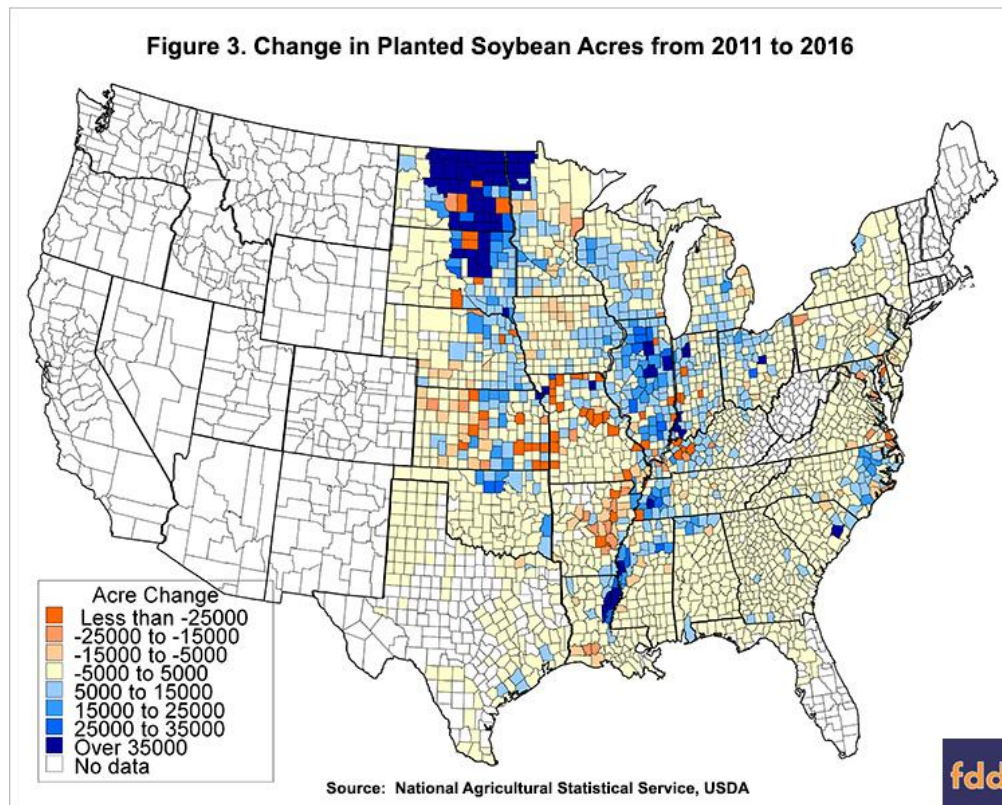 Figure 3. Change in Planted Soybean Acres from 2011 to 2016
Acre Change
Less than -25000
-25000 to -15000
-15000 to -5000
-5000 to 5000
5000 to 15000
15000 to 25000
25000 to 35000
Over 35000
No data
Source: National Agricultural Statistical Service, USDA
fdd